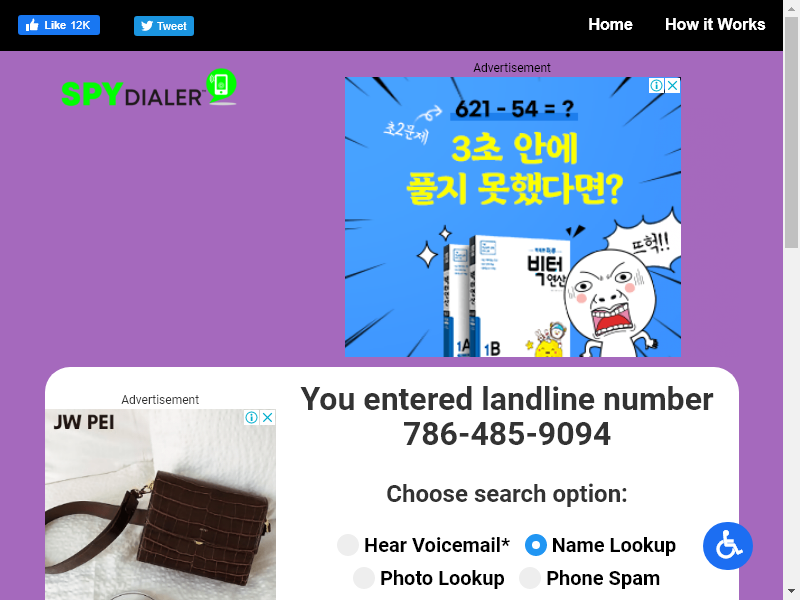 Like 12K
Tweet
Home
How it Works
SPYDIALER
Advertisement
621 - 54 = ?
초2문제
3초 안에
풀지 못했다면?
뜨헉!!
빅터
연산
1A
1B
Advertisement
JW PEI
You entered landline number
786-485-9094
Choose search option:
Hear Voicemail*
Name Lookup
Photo Lookup
Phone Spam